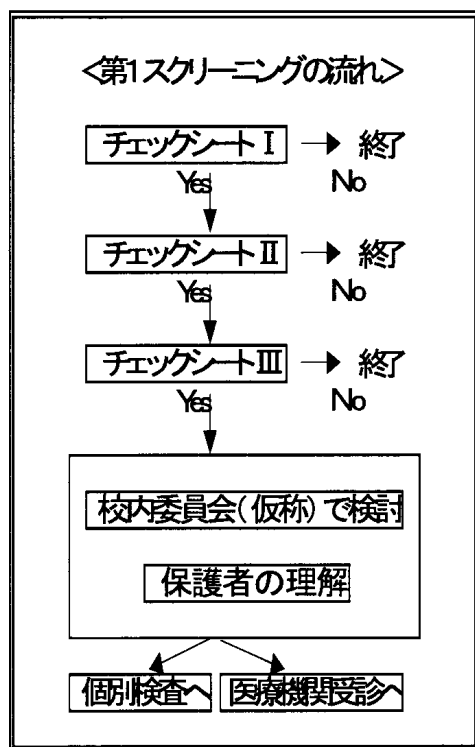 <第1スクリーニングの流れ>
チェックシートⅠ → 終了
Yes No
チェックシートⅡ → 終了
Yes No
チェックシートⅢ → 終了
Yes No
校内委員会(仮称)で検討
保護者の理解
個別検査へ 医療機関受診へ